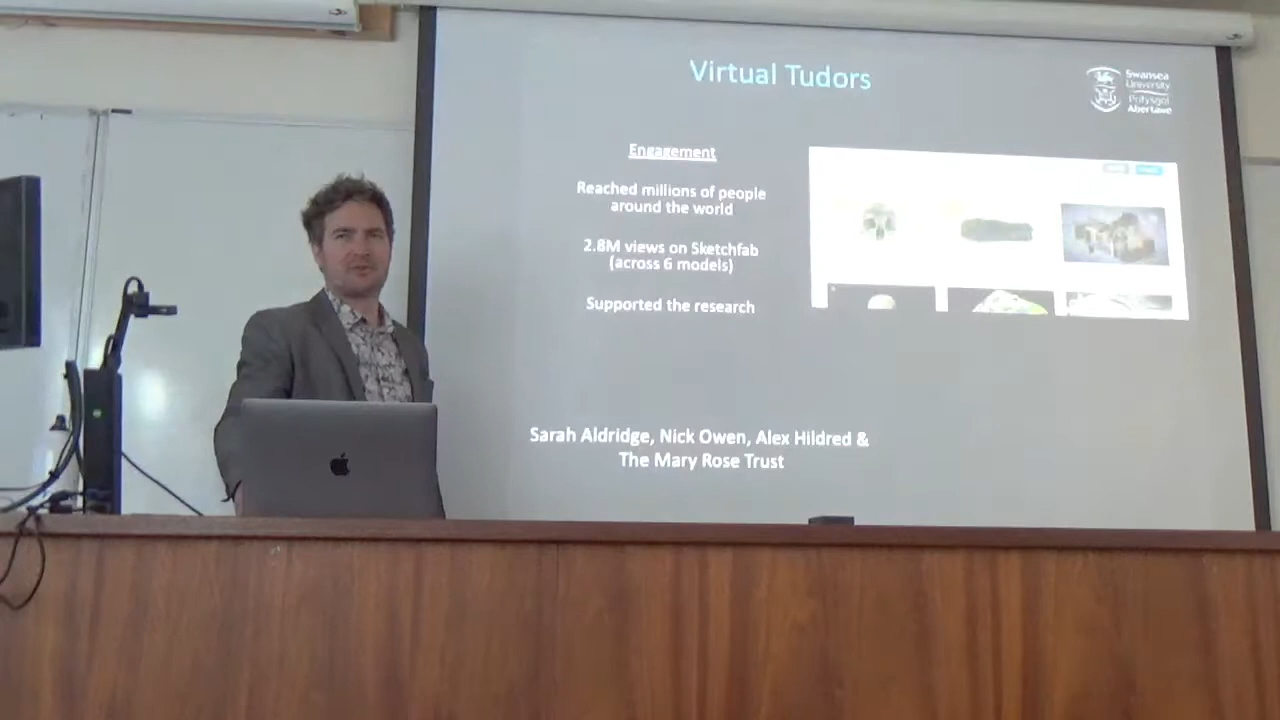 Virtual Tudors
Swansea
University
Prifysgol
Abertawe
Engagement
Reached millions of people
around the world
2.8M views on Sketchfab
(across 6 models)
Supported the research
Sarah Aldridge, Nick Owen, Alex Hildred &
The Mary Rose Trust